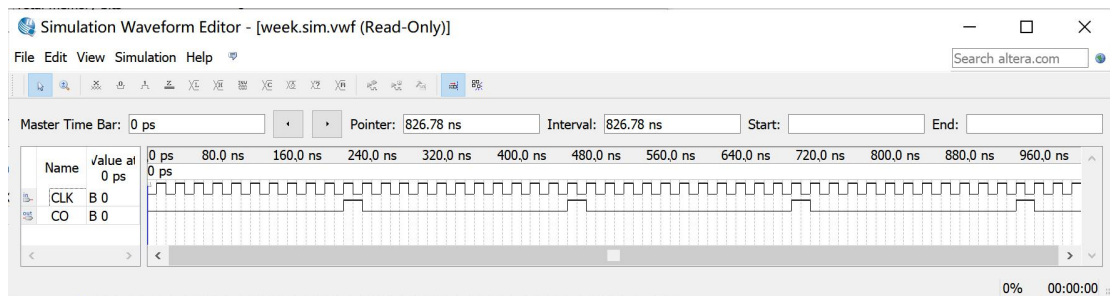 Simulation Waveform Editor - [week.sim.vwf (Read-Only)]
File Edit View Simulation Help
Search altera.com
Master Time Bar: 0 ps Pointer: 826.78 ns Interval: 826.78 ns Start: End:
Name Value at 0 ps
0 ps 80.0 ns 160.0 ns 240.0 ns 320.0 ns 400.0 ns 480.0 ns 560.0 ns 640.0 ns 720.0 ns 800.0 ns 880.0 ns 960.0 ns
0 ps
CLK B 0
CO B 0
0% 00:00:00